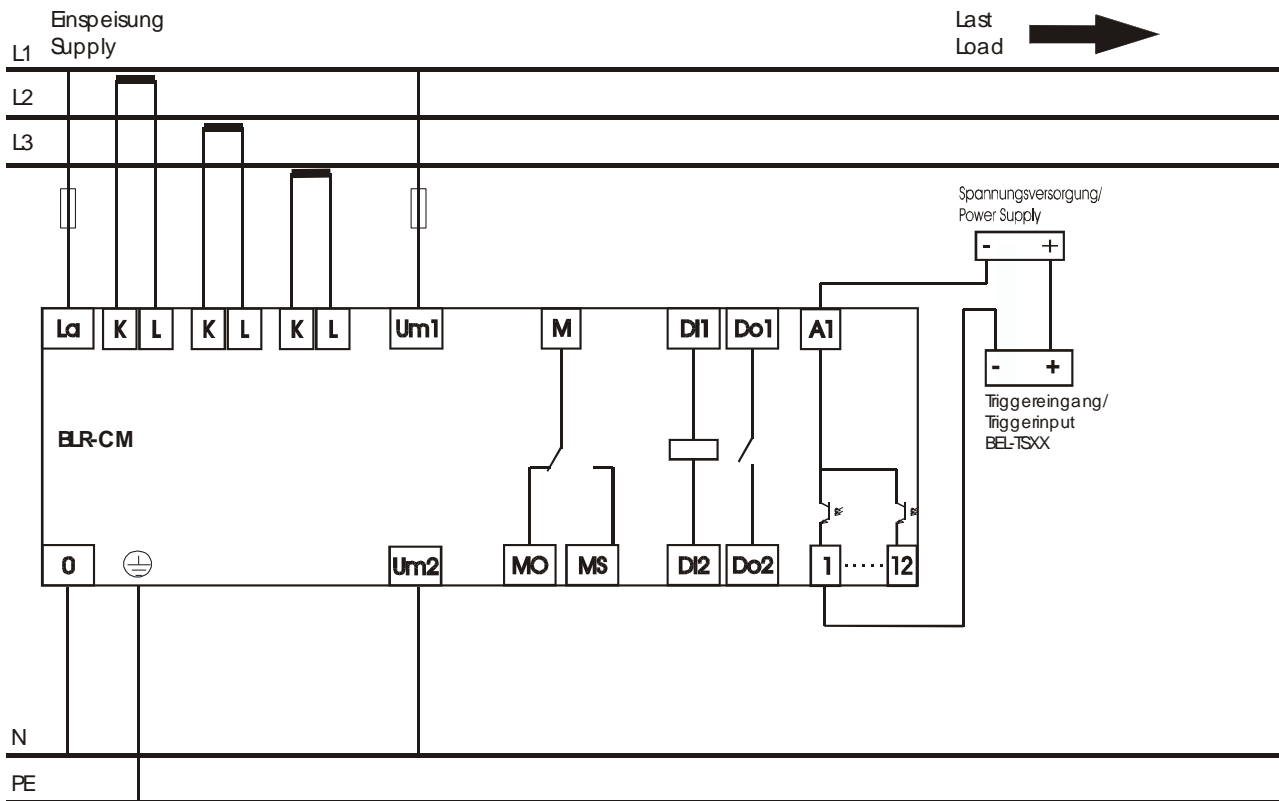 Einspeisung
Supply
Last
Load
L1
L2
L3
Spannungsversorgung/
Power Supply
- +
La K L K L K L Um1 M DI1 Do1 A1
- +
Triggereingang/
Triggerinput
BEL-TSXX
BLR-CM
0 Um2 MO MS DI2 Do2 1 ...... 12
N
PE